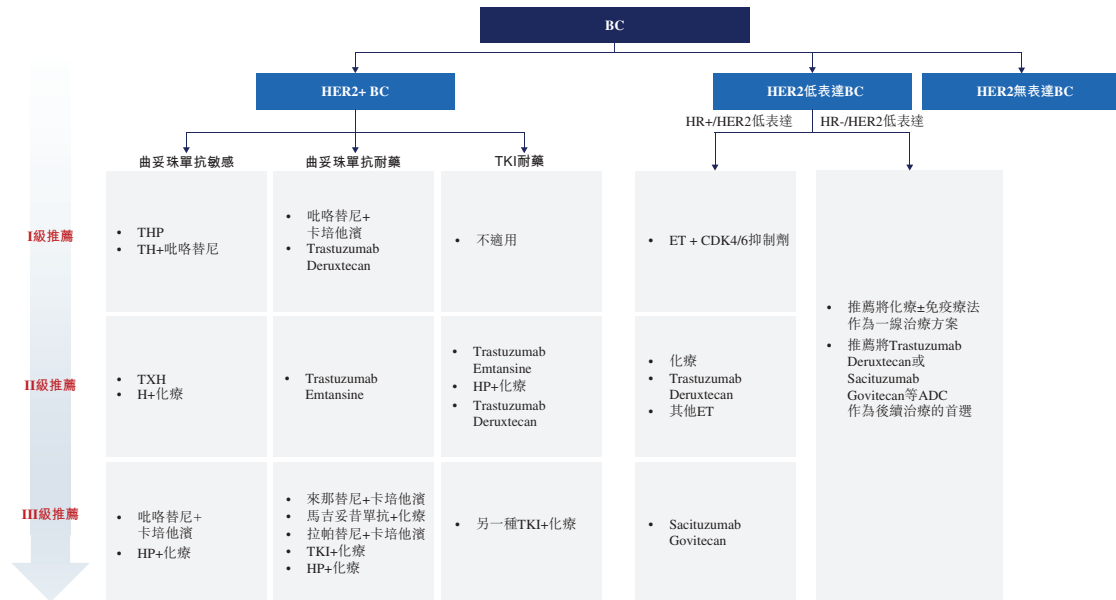 BC
HER2+ BC
HER2低表達BC
HER2無表達BC
HR+/HER2低表達
HR-/HER2低表達
曲妥珠單抗敏感
曲妥珠單抗耐藥
TKI耐藥
I級推薦
• THP
• TH+吡咯替尼
• 吡咯替尼+
卡培他濱
• Trastuzumab
Deruxtecan
• 不適用
• ET + CDK4/6抑制劑
II級推薦
• TXH
• H+化療
• Trastuzumab
Emtansine
• Trastuzumab
Emtansine
• HP+化療
• Trastuzumab
Deruxtecan
• 化療
• Trastuzumab
Deruxtecan
• 其他ET
III級推薦
• 吡咯替尼+
卡培他濱
• HP+化療
• 來那替尼+卡培他濱
• 馬吉妥昔單抗+化療
• 拉帕替尼+卡培他濱
• TKI+化療
• HP+化療
• 另一種TKI+化療
• Sacituzumab
Govitecan
• 推薦將化療±免疫療法
作為一線治療方案
• 推薦將Trastuzumab
Deruxtecan或
Sacituzumab
Govitecan等ADC
作為後續治療的首選